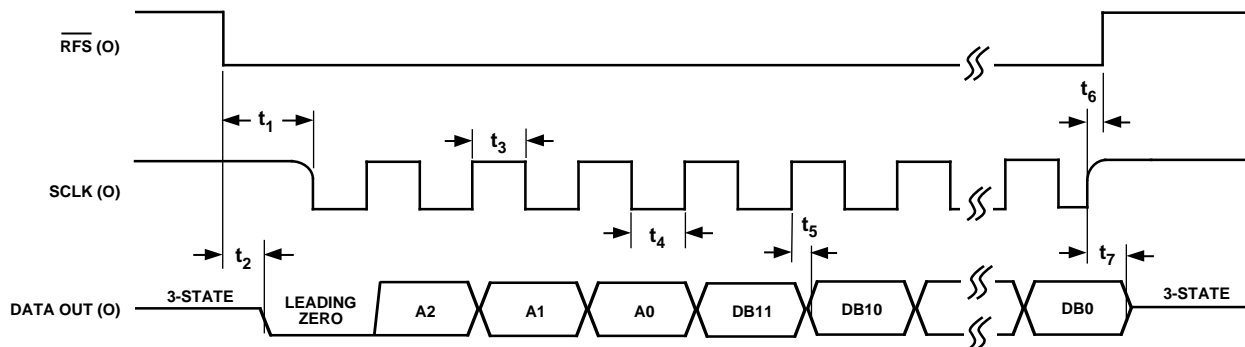 RFS (O)
t6
t1
t3
SCLK (O)
t4
t5
t2
t7
3-STATE
LEADING
ZERO
A2
A1
A0
DB11
DB10
DB0
3-STATE
DATA OUT (O)